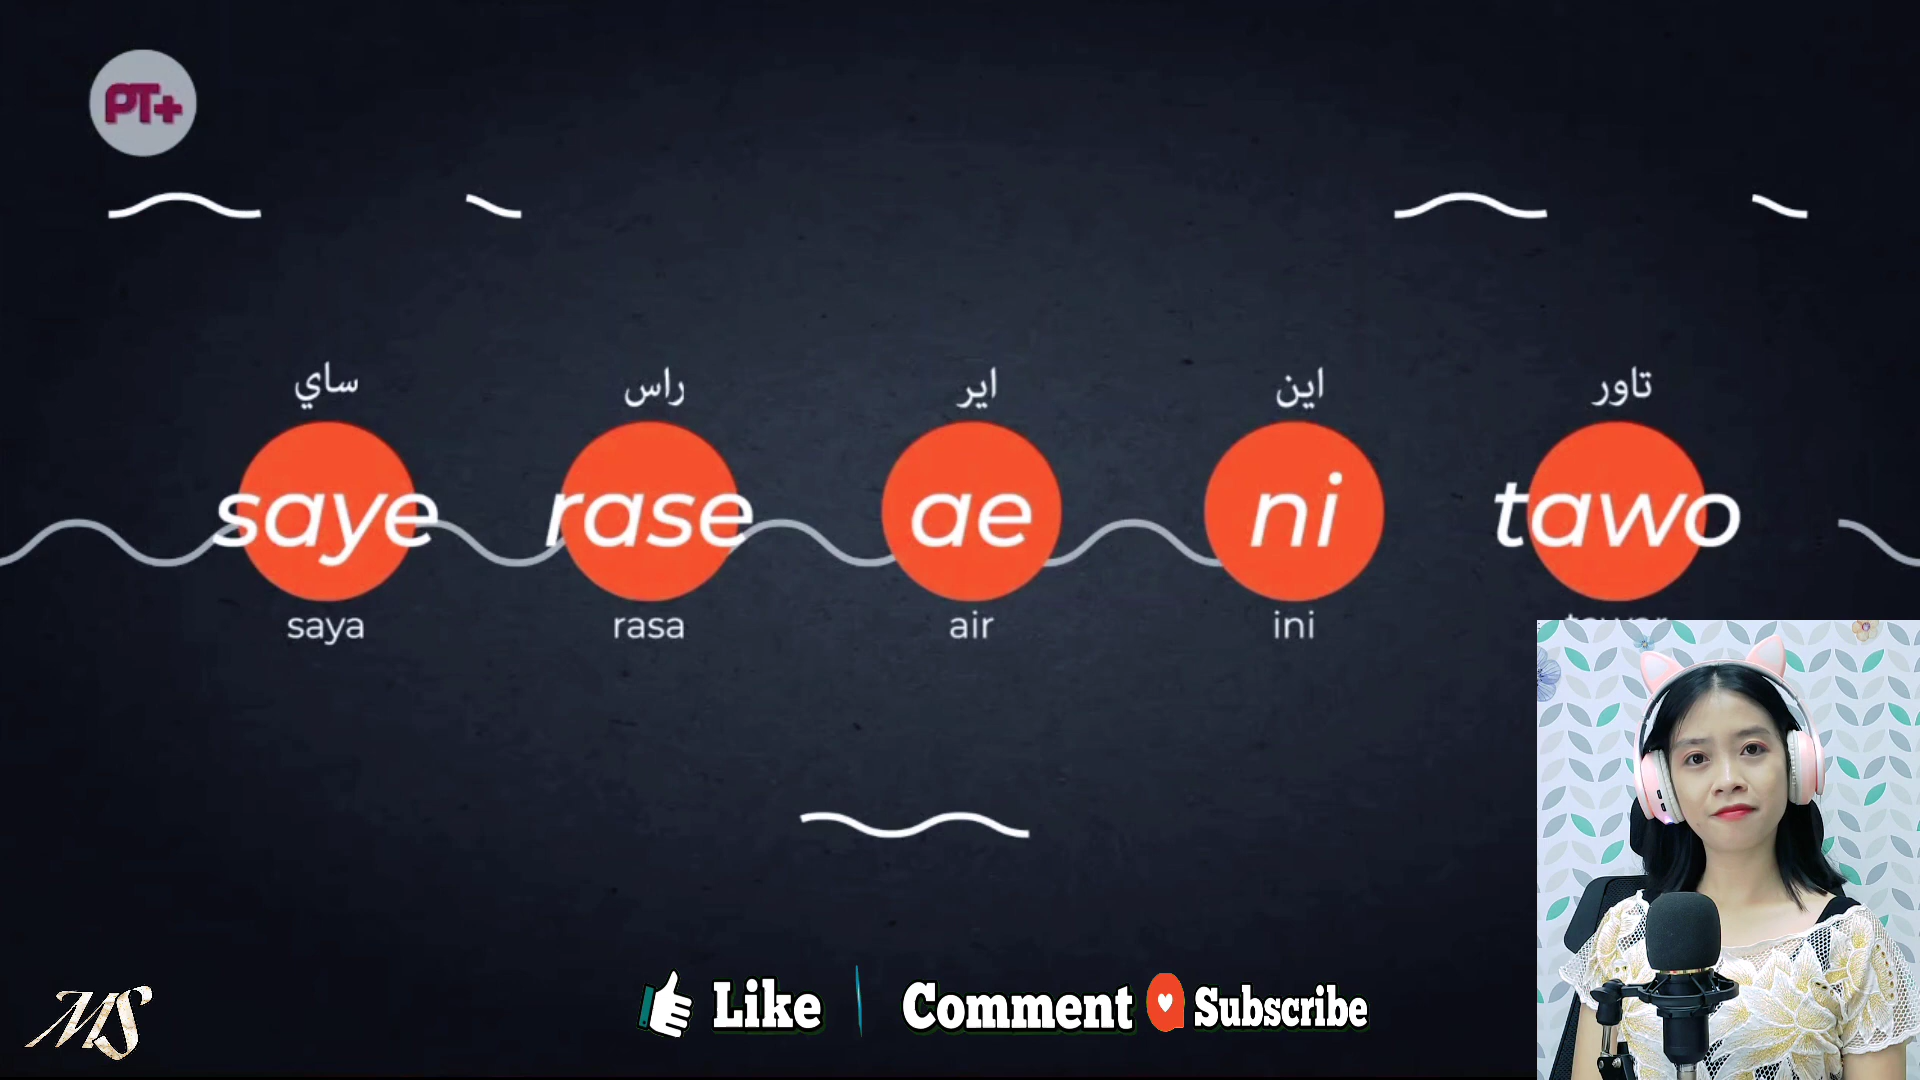 PT+
ساي
راس
اير
اين
تاور
saye
rase
ae
ni
tawo
saya
rasa
air
ini
MS
Like
Comment
Subscribe